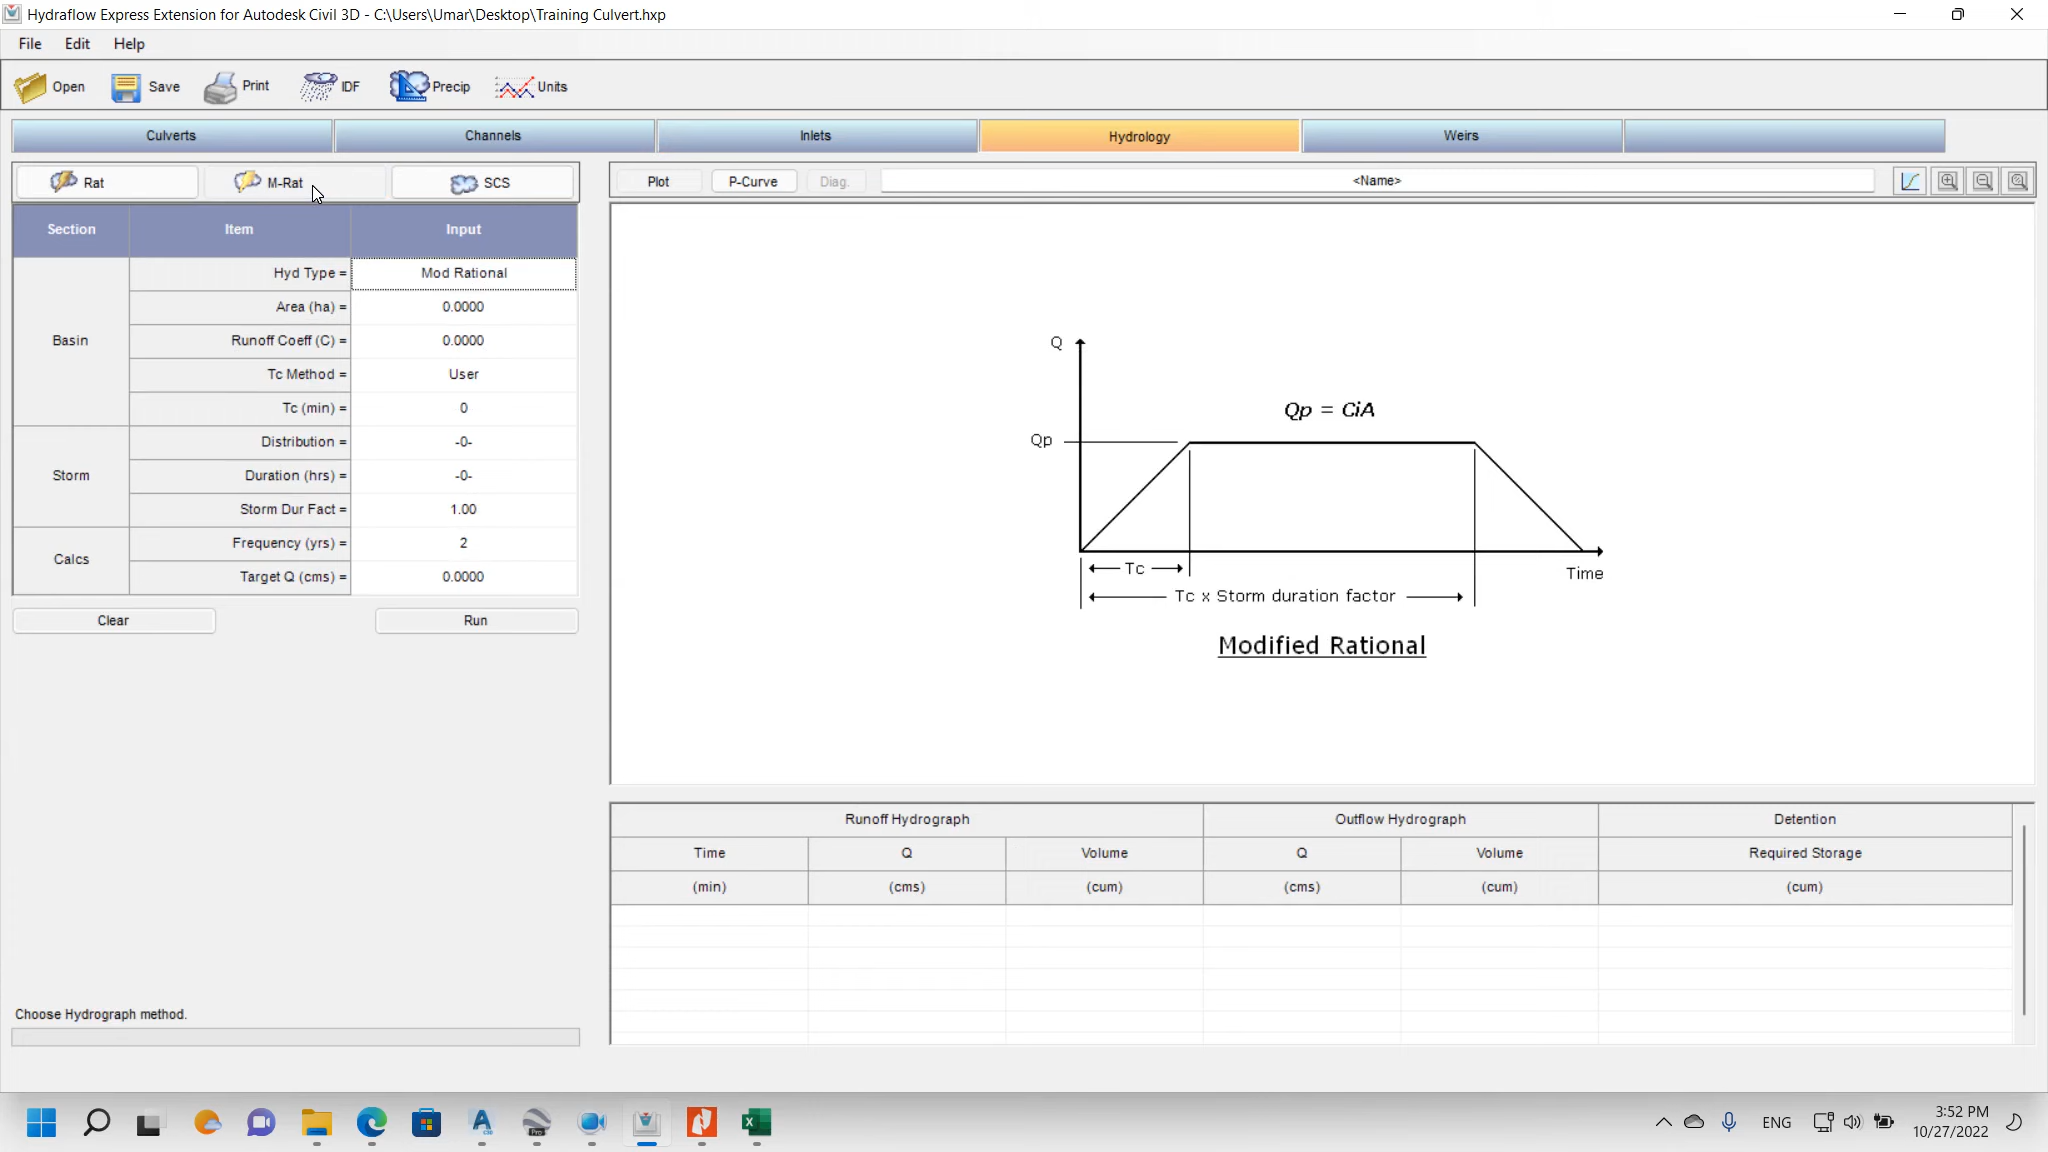 Hydraflow Express Extension for Autodesk Civil 3D - C:\Users\Umar\Desktop\Training Culvert.hxp
File Edit Help
Open Save Print IDF Precip Units
Culverts Channels Inlets Hydrology Weirs
Rat M-Rat SCS
Plot P-Curve Diag. <Name>
Section Item Input
Basin
Hyd Type = Mod Rational
Area (ha) = 0.0000
Runoff Coeff (C) = 0.0000
Tc Method = User
Tc (min) = 0
Storm
Distribution = -0-
Duration (hrs) = -0-
Storm Dur Fact = 1.00
Calcs
Frequency (yrs) = 2
Target Q (cms) = 0.0000
Clear Run
Choose Hydrograph method.
Q
Qp = CiA
Qp
Tc
Time
Tc x Storm duration factor
Modified Rational
Runoff Hydrograph Outflow Hydrograph Detention
Time Q Volume Q Volume Required Storage
(min) (cms) (cum) (cms) (cum) (cum)
Pro
ENG
3:52 PM
10/27/2022